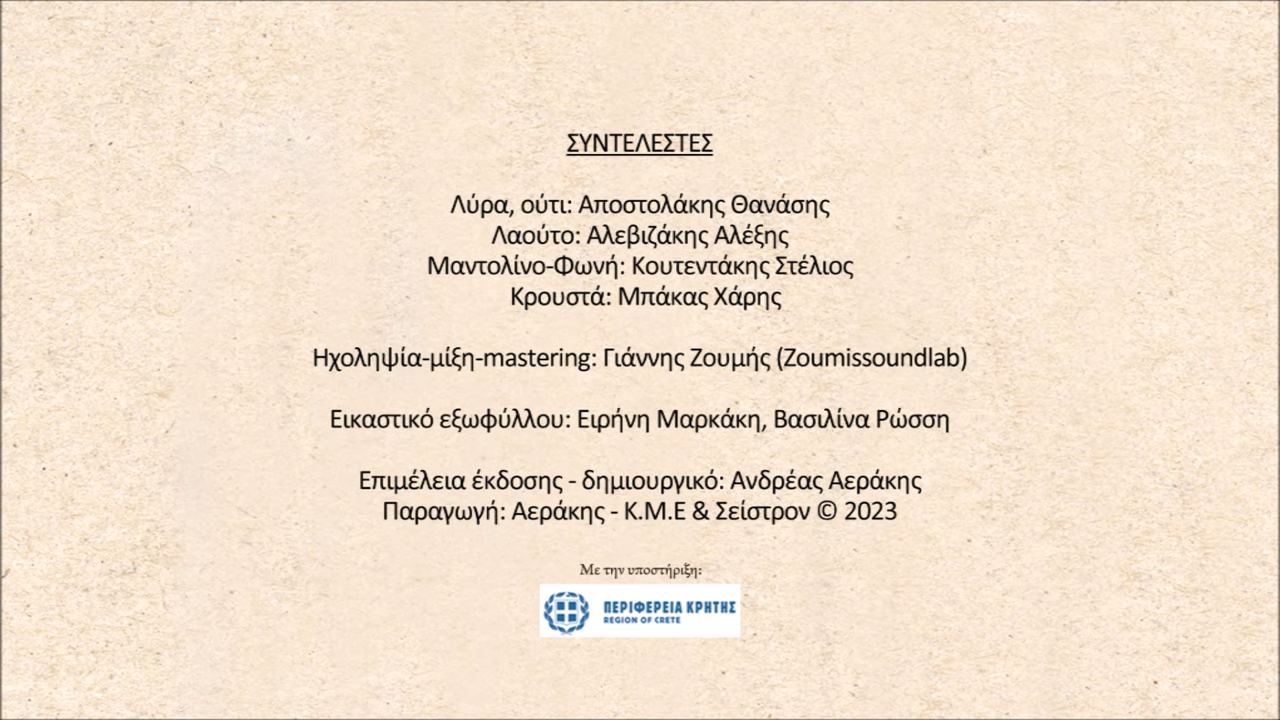 ΣΥΝΤΕΛΕΣΤΕΣ
Λύρα, ούτι: Αποστολάκης Θανάσης
Λαούτο: Αλεβιζάκης Αλέξης
Μαντολίνο-Φωνή: Κουτεντάκης Στέλιος
Κρουστά: Μπάκας Χάρης
Ηχοληψία-μίξη-mastering: Γιάννης Ζουμής (Zoumissoundlab)
Εικαστικό εξωφύλλου: Ειρήνη Μαρκάκη, Βασιλίνα Ρώσση
Επιμέλεια έκδοσης - δημιουργικό: Ανδρέας Αεράκης
Παραγωγή: Αεράκης - Κ.Μ.Ε & Σείστρον © 2023
Με την υποστήριξη:
ΠΕΡΙΦΕΡΕΙΑ ΚΡΗΤΗΣ
REGION OF CRETE